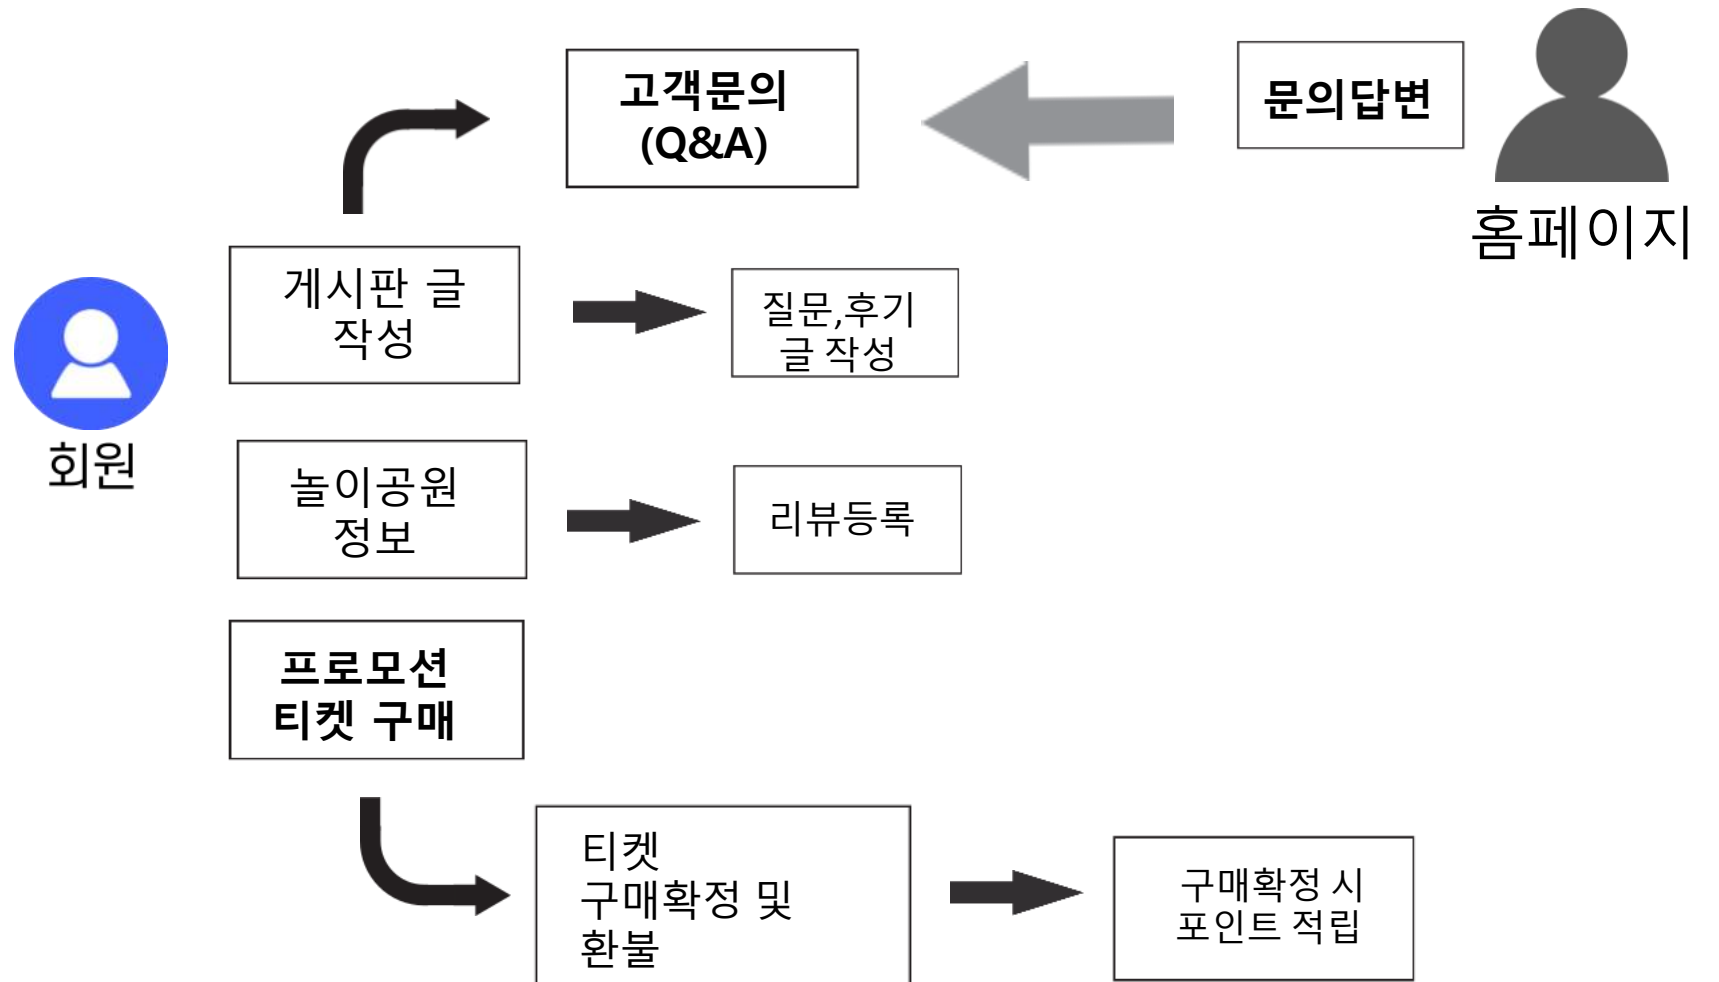 고객문의
(Q&A)
문의답변
홈페이지
게시판 글
작성
질문,후기
글 작성
회원
놀이공원
정보
리뷰등록
프로모션
티켓 구매
티켓
구매확정 및
환불
구매확정 시
포인트 적립